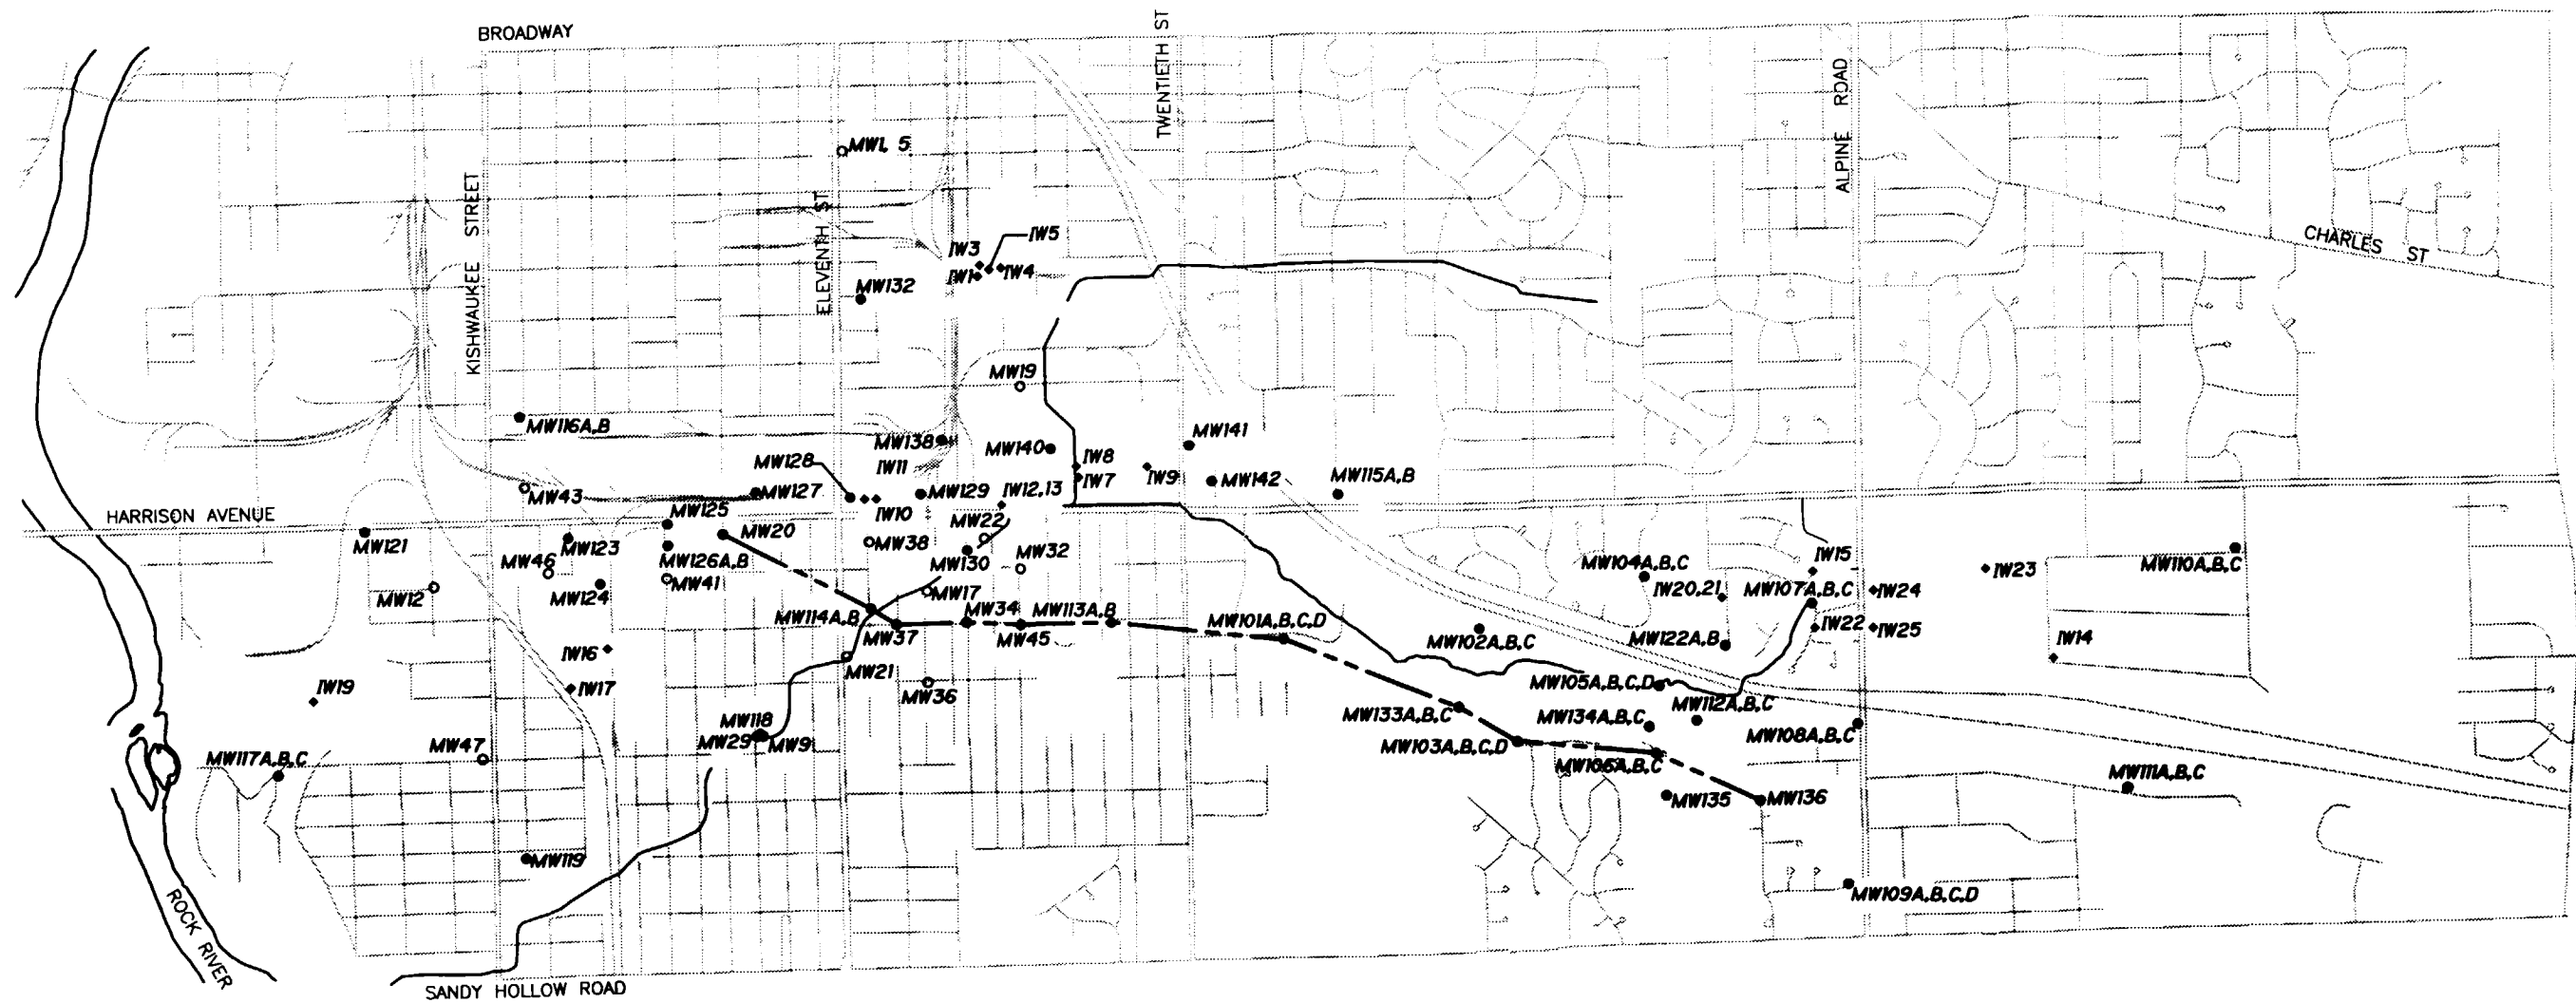 BROADWAY
TWENTIETH ST
ALPINE ROAD
MW1, 5
KISHWAUKEE STREET
ELEVENTH ST
CHARLES ST
IW5
IW3
IW1
IW4
MW132
MW19
MW116A,B
MW138
MW140
MW141
MW128
IW11
IW8
IW7
IW9
MW142
MW115A,B
MW43
MW127
MW129
IW12,13
HARRISON AVENUE
MW125
MW20
IW10
MW22
MW121
MW123
MW38
MW32
MW46
MW126A,B
MW130
MW104A,B,C
IW15
MW110A,B,C
IW23
MW41
MW12
MW124
MW17
IW20,21
MW107A,B,C
IW24
MW114A,B
MW34
MW113A,B
MW101A,B,C,D
MW37
MW45
MW102A,B,C
MW122A,B
IW22
IW25
IW14
IW16
MW21
IW19
IW17
MW36
MW105A,B,C,D
MW112A,B,C
MW133A,B,C
MW134A,B,C
MW118
MW29
MW9
MW47
MW103A,B,C,D
MW108A,B,C
MW117A,B,C
MW106A,B,C
MW111A,B,C
MW135
MW136
MW119
MW109A,B,C,D
ROCK RIVER
SANDY HOLLOW ROAD